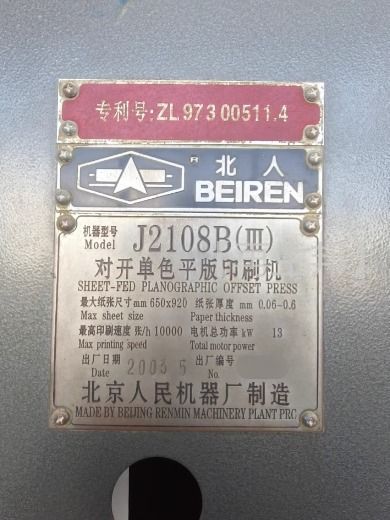 专利号:ZL 97 3 00511.4
® 北人
BEIREN
机器型号 J2108B(III)
Model
对开单色平版印刷机
SHEET-FED PLANOGRAPHIC OFFSET PRESS
最大纸张尺寸mm 650x920 纸张厚度 mm 0.06-0.6
Max sheet size Paper thickness
最高印刷速度 张/h 10000 电机总功率 kW 13
Max printing speed Total motor power
出厂日期 2003 5 出厂编号
Date No.
北京人民机器厂制造
MADE BY BEIJING RENMIN MACHINERY PLANT PRC